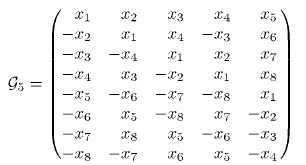 x₁ x₂ x₃ x₄ x₅
−x₂ x₁ x₄ −x₃ x₆
−x₃ −x₄ x₁ x₂ x₇
𝒢₅ = −x₄ x₃ −x₂ x₁ x₈
−x₅ −x₆ −x₇ −x₈ x₁
−x₆ x₅ −x₈ x₇ −x₂
−x₇ x₈ x₅ −x₆ −x₃
−x₈ −x₇ x₆ x₅ −x₄